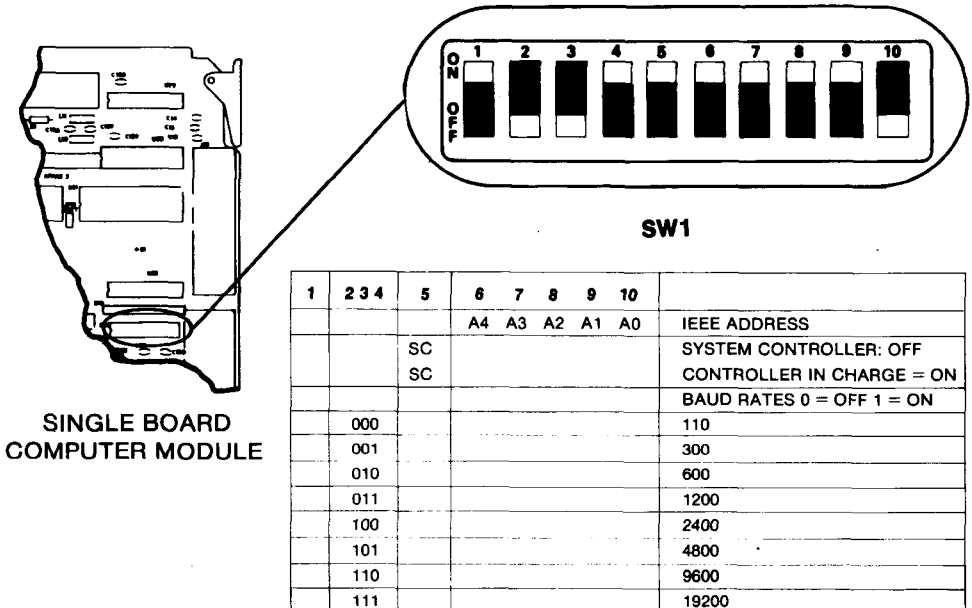 1 2 3 4 5 6 7 8 9 10
ON
OFF
SW1
SINGLE BOARD
COMPUTER MODULE
1 2 3 4 5 6 7 8 9 10
A4 A3 A2 A1 A0 IEEE ADDRESS
SC SYSTEM CONTROLLER: OFF
SC CONTROLLER IN CHARGE = ON
BAUD RATES 0 = OFF 1 = ON
000 110
001 300
010 600
011 1200
100 2400
101 4800
110 9600
111 19200